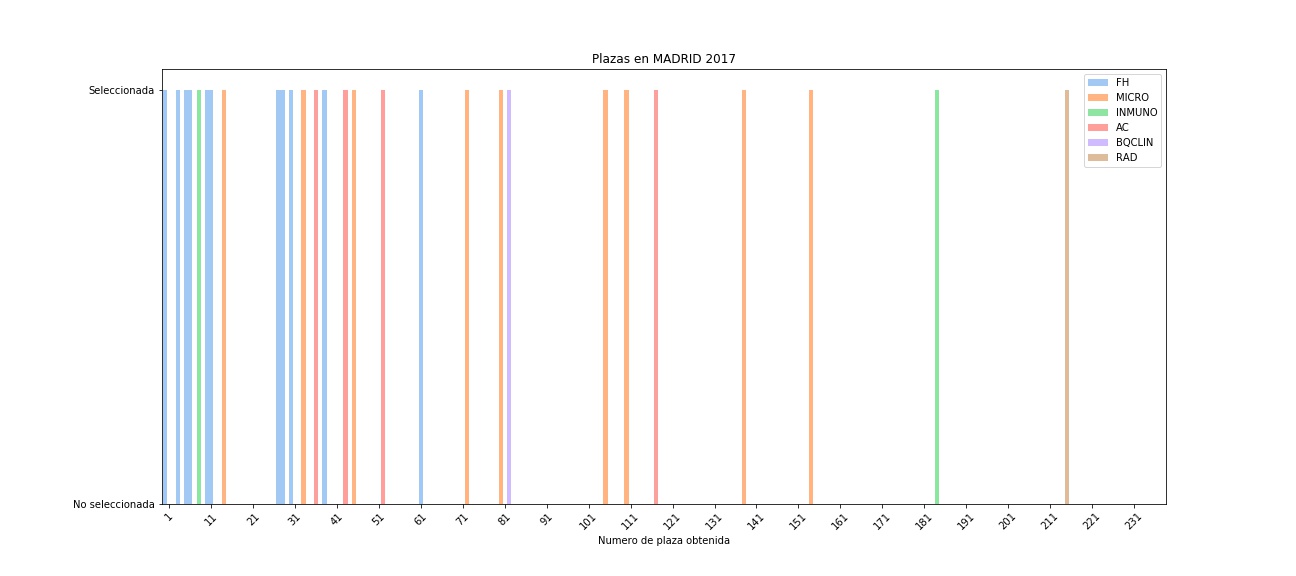 Plazas en MADRID 2017
Seleccionada
No seleccionada
FH
MICRO
INMUNO
AC
BQCLIN
RAD
1 11 21 31 41 51 61 71 81 91 101 111 121 131 141 151 161 171 181 191 201 211 221 231
Numero de plaza obtenida